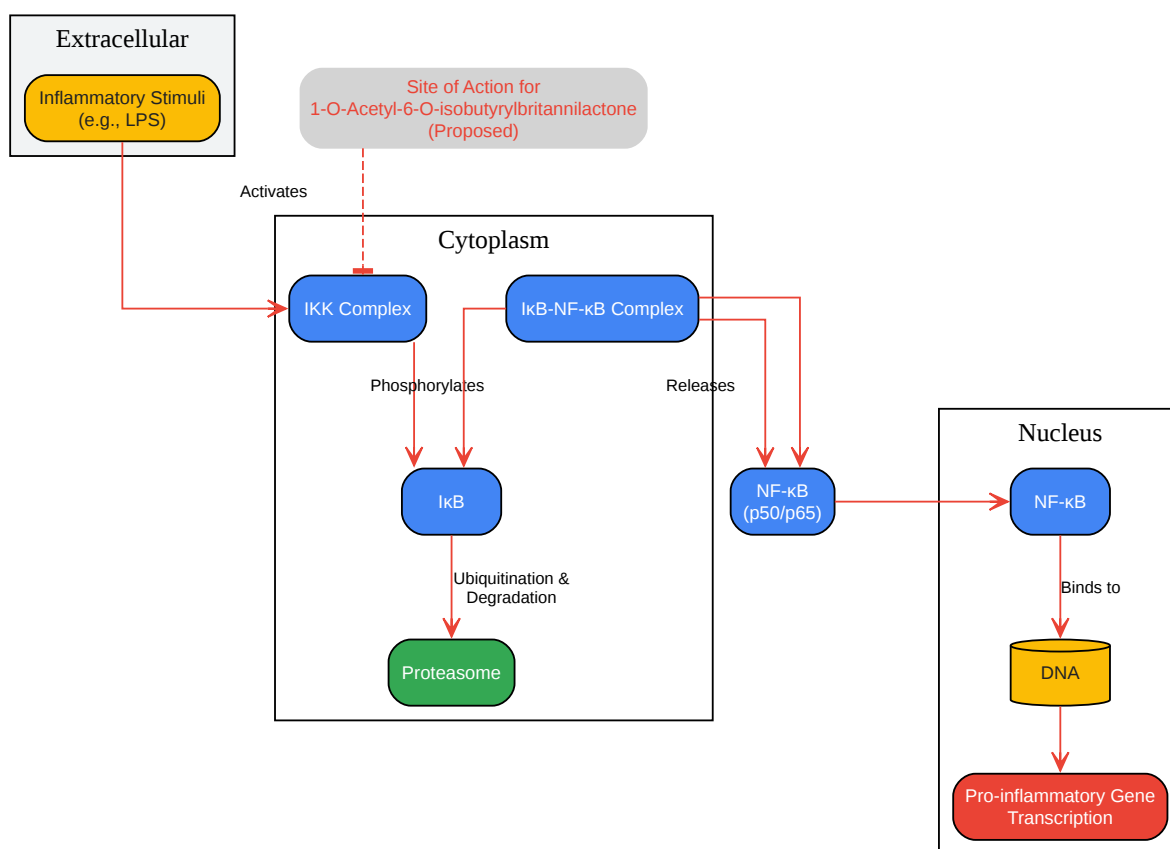 Extracellular
Inflammatory Stimuli
(e.g., LPS)
Site of Action for
1-O-Acetyl-6-O-isobutyrylbritannilactone
(Proposed)
Activates
Cytoplasm
IKK Complex
IκB-NF-κB Complex
Phosphorylates
Releases
Nucleus
IκB
NF-κB
(p50/p65)
NF-κB
Ubiquitination &
Degradation
Binds to
Proteasome
DNA
Pro-inflammatory Gene
Transcription